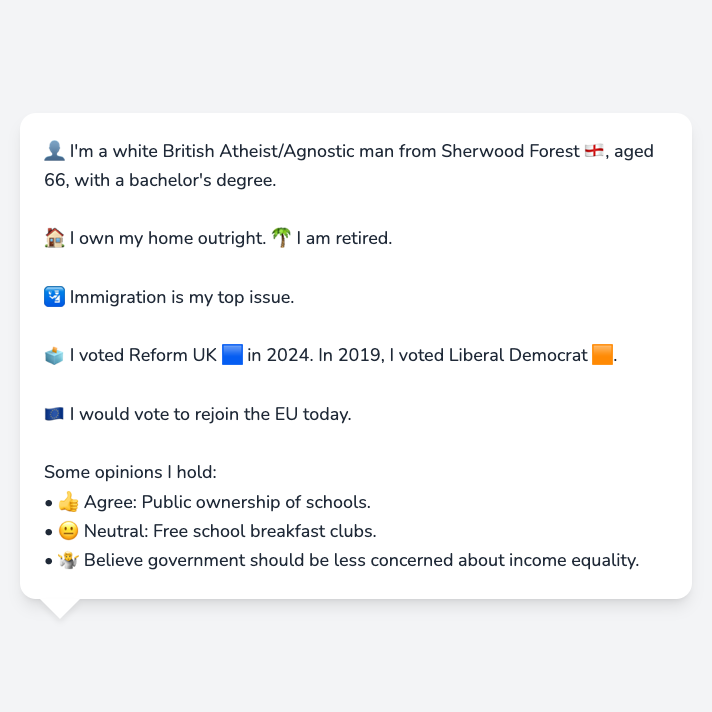 👤 I'm a white British Atheist/Agnostic man from Sherwood Forest 🏴󠁧󠁢󠁥󠁮󠁧󠁿, aged
66, with a bachelor's degree.
🏠 I own my home outright. 🌴 I am retired.
🛂 Immigration is my top issue.
🗳️ I voted Reform UK 🟦 in 2024. In 2019, I voted Liberal Democrat 🟧.
🇪🇺 I would vote to rejoin the EU today.
Some opinions I hold:
• 👍 Agree: Public ownership of schools.
• 😐 Neutral: Free school breakfast clubs.
• 🤷 Believe government should be less concerned about income equality.